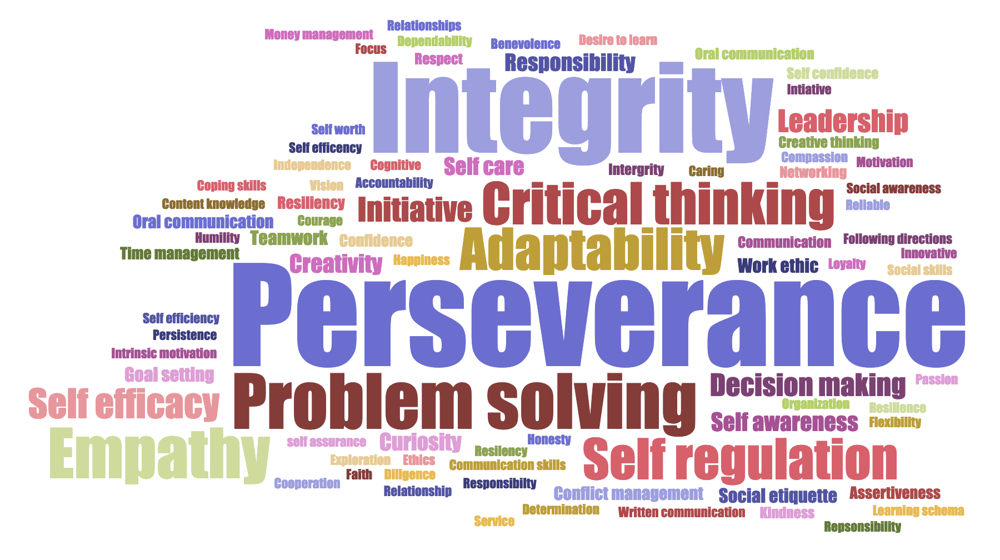 Relationships
Money management
Dependability
Benevolence
Desire to learn
Focus
Respect
Responsibility
Oral communication
Integrity
Self confidence
Intiative
Leadership
Self worth
Creative thinking
Self efficency
Compassion
Motivation
Independence
Cognitive
Self care
Intergrity
Caring
Networking
Coping skills
Vision
Accountability
Social awareness
Content knowledge
Resiliency
Initiative
Critical thinking
Reliable
Oral communication
Courage
Humility
Teamwork
Confidence
Adaptability
Communication
Following directions
Time management
Creativity
Happiness
Innovative
Work ethic
Loyalty
Social skills
Perseverance
Self efficiency
Persistence
Intrinsic motivation
Goal setting
Self efficacy
Problem solving
Decision making
Passion
Organization
Resilience
Self awareness
Flexibility
Empathy
self assurance
Curiosity
Honesty
Resilency
Self regulation
Exploration
Ethics
Communication skills
Faith
Diligence
Cooperation
Relationship
Responsibilty
Conflict management
Social etiquette
Assertiveness
Determination
Written communication
Kindness
Learning schema
Service
Repsonsibility